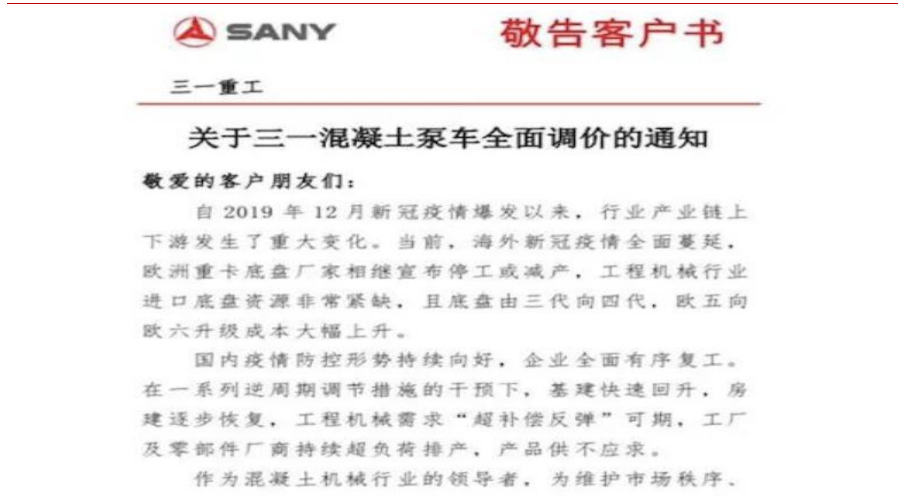 SANY
敬告客户书
三一重工
关于三一混凝土泵车全面调价的通知
敬爱的客户朋友们：
自 2019 年 12 月新冠疫情爆发以来，行业产业链上
下游发生了重大变化。当前，海外新冠疫情全面蔓延，
欧洲重卡底盘厂家相继宣布停工或减产，工程机械行业
进口底盘资源非常紧缺，且底盘由三代向四代，欧五向
欧六升级成本大幅上升。
国内疫情防控形势持续向好，企业全面有序复工。
在一系列逆周期调节措施的干预下，基建快速回升，房
建逐步恢复，工程机械需求“超补偿反弹”可期，工厂
及零部件厂商持续超负荷排产，产品供不应求。
作为混凝土机械行业的领导者，为维护市场秩序、